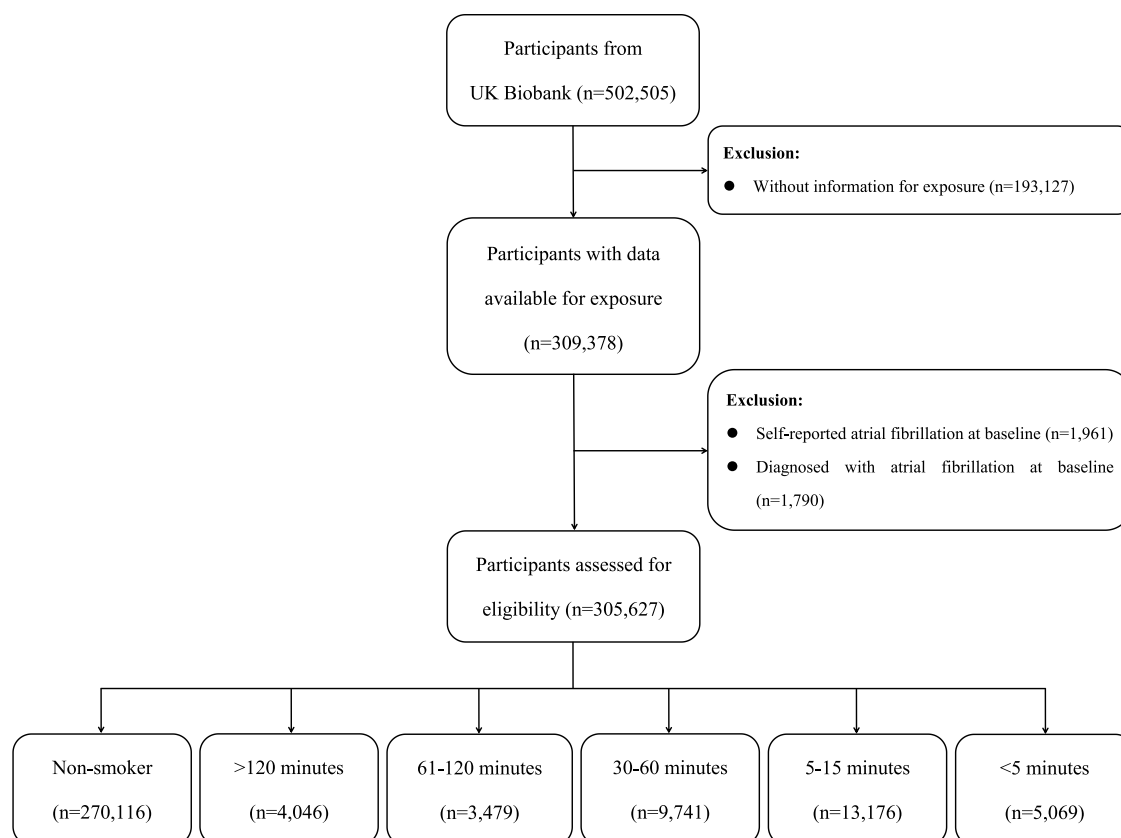 Participants from
UK Biobank (n=502,505)
Exclusion:
● Without information for exposure (n=193,127)
Participants with data
available for exposure
(n=309,378)
Exclusion:
● Self-reported atrial fibrillation at baseline (n=1,961)
● Diagnosed with atrial fibrillation at baseline
(n=1,790)
Participants assessed for
eligibility (n=305,627)
Non-smoker
(n=270,116)
>120 minutes
(n=4,046)
61-120 minutes
(n=3,479)
30-60 minutes
(n=9,741)
5-15 minutes
(n=13,176)
<5 minutes
(n=5,069)